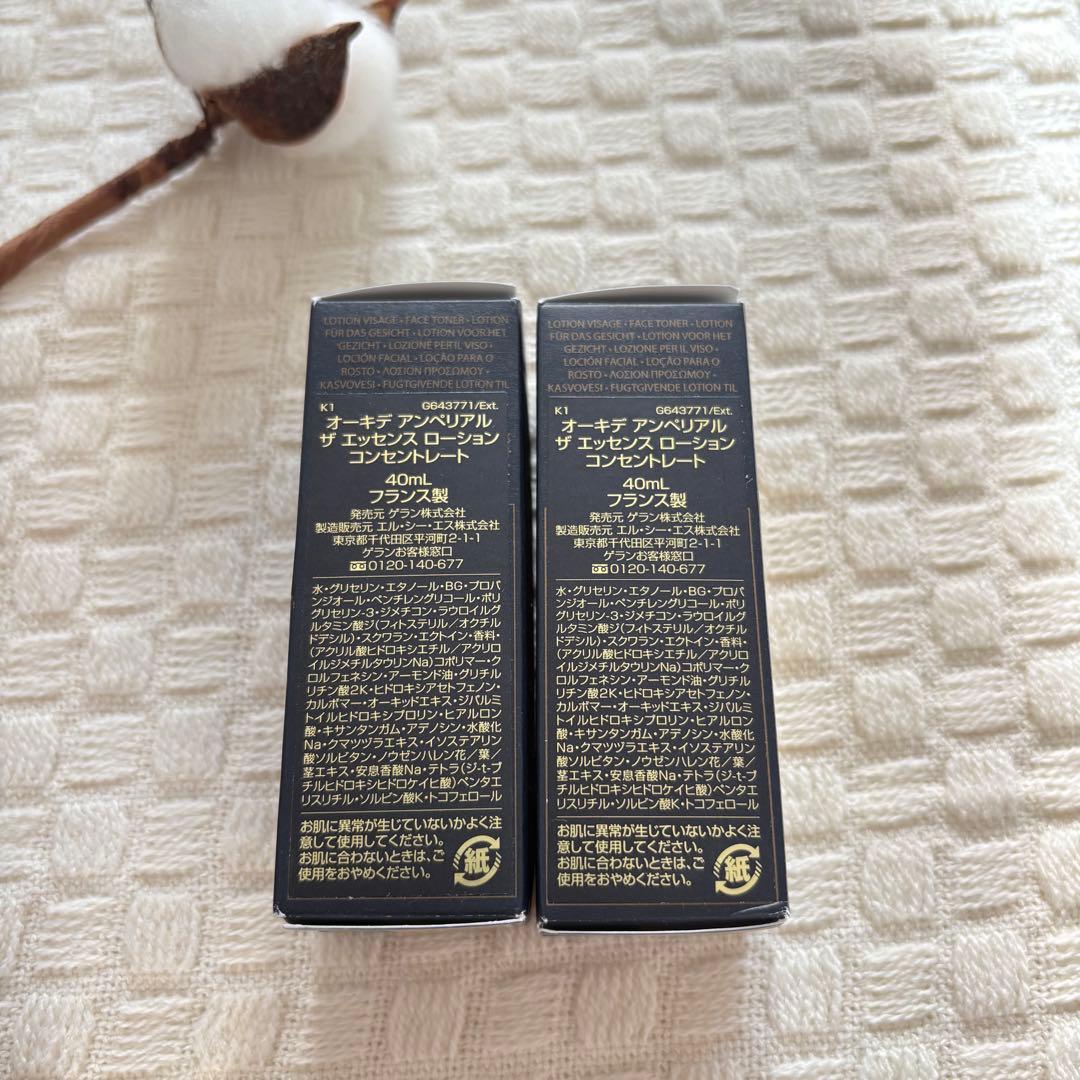 LOTION VISAGE • FACE TONER • LOTION
FÜR DAS GESICHT • LOTION VOOR HET
GEZICHT • LOZIONE PER IL VISO •
LOCIÓN FACIAL • LOÇÃO PARA O
ROSTO • ΛΟΣΙΟΝ ΠΡΟΣΩΜΟΥ •
KASVOVESI • FUGTGIVENDE LOTION TIL
K1 G643771/Ext.
オーキデ アンペリアル
ザ エッセンス ローション
コンセントレート
40mL
フランス製
発売元 ゲラン株式会社
製造販売元 エル・シー・エス株式会社
東京都千代田区平河町2-1-1
ゲランお客様窓口
0120-140-677
水・グリセリン・エタノール・BG・プロパ
ンジオール・ペンチレングリコール・ポリ
グリセリン-3・ジメチコン・ラウロイルグ
ルタミン酸ジ(フィトステリル/オクチル
ドデシル)・スクワラン・エクトイン・香料・
(アクリル酸ヒドロキシエチル/アクリロ
イルジメチルタウリンNa)コポリマー・ク
ロルフェネシン・アーモンド油・グリチル
リチン酸2K・ヒドロキシアセトフェノン・
カルボマー・オーキッドエキス・ジパルミ
トイルヒドロキシプロリン・ヒアルロン
酸・キサンタンガム・アデノシン・水酸化
Na・クマツヅラエキス・イソステアリン
酸ソルビタン・ノウゼンハレン花/葉/
茎エキス・安息香酸Na・テトラ(ジ-t-ブ
チルヒドロキシヒドロケイヒ酸)ペンタエ
リスリチル・ソルビン酸K・トコフェロール
お肌に異常が生じていないかよく注
意して使用してください。
お肌に合わないときは、ご
使用をおやめください。
紙
LOTION VISAGE • FACE TONER • LOTION
FÜR DAS GESICHT • LOTION VOOR HET
GEZICHT • LOZIONE PER IL VISO •
LOCIÓN FACIAL • LOÇÃO PARA O
ROSTO • ΛΟΣΙΟΝ ΠΡΟΣΩΜΟΥ •
KASVOVESI • FUGTGIVENDE LOTION TIL
K1 G643771/Ext.
オーキデ アンペリアル
ザ エッセンス ローション
コンセントレート
40mL
フランス製
発売元 ゲラン株式会社
製造販売元 エル・シー・エス株式会社
東京都千代田区平河町2-1-1
ゲランお客様窓口
0120-140-677
水・グリセリン・エタノール・BG・プロパ
ンジオール・ペンチレングリコール・ポリ
グリセリン-3・ジメチコン・ラウロイルグ
ルタミン酸ジ(フィトステリル/オクチル
ドデシル)・スクワラン・エクトイン・香料・
(アクリル酸ヒドロキシエチル/アクリロ
イルジメチルタウリンNa)コポリマー・ク
ロルフェネシン・アーモンド油・グリチル
リチン酸2K・ヒドロキシアセトフェノン・
カルボマー・オーキッドエキス・ジパルミ
トイルヒドロキシプロリン・ヒアルロン
酸・キサンタンガム・アデノシン・水酸化
Na・クマツヅラエキス・イソステアリン
酸ソルビタン・ノウゼンハレン花/葉/
茎エキス・安息香酸Na・テトラ(ジ-t-ブ
チルヒドロキシヒドロケイヒ酸)ペンタエ
リスリチル・ソルビン酸K・トコフェロール
お肌に異常が生じていないかよく注
意して使用してください。
お肌に合わないときは、ご
使用をおやめください。
紙